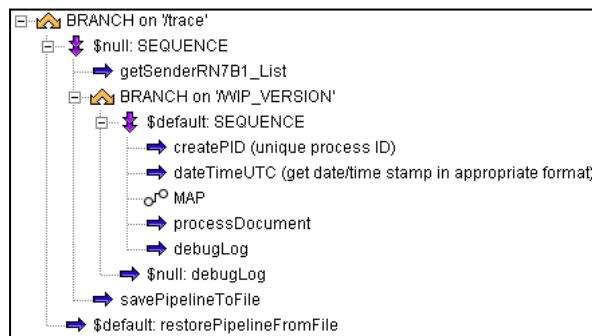 BRANCH on '/trace'
$null: SEQUENCE
getSenderRN7B1_List
BRANCH on '/WIP_VERSION'
$default: SEQUENCE
createPID (unique process ID)
dateTimeUTC (get date/time stamp in appropriate format)
MAP
processDocument
debugLog
$null: debugLog
savePipelineToFile
$default: restorePipelineFromFile